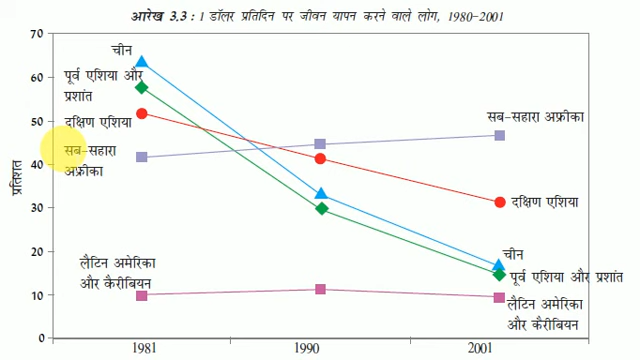 आरेख 3.3 : 1 डॉलर प्रतिदिन पर जीवन यापन करने वाले लोग, 1980-2001
70
60
50
40
30
20
10
0
प्रतिशत
चीन
पूर्व एशिया और
प्रशांत
दक्षिण एशिया
सब-सहारा
अफ्रीका
लैटिन अमेरिका
और कैरीबियन
सब-सहारा अफ्रीका
दक्षिण एशिया
चीन
पूर्व एशिया और प्रशांत
लैटिन अमेरिका
और कैरीबियन
1981
1990
2001